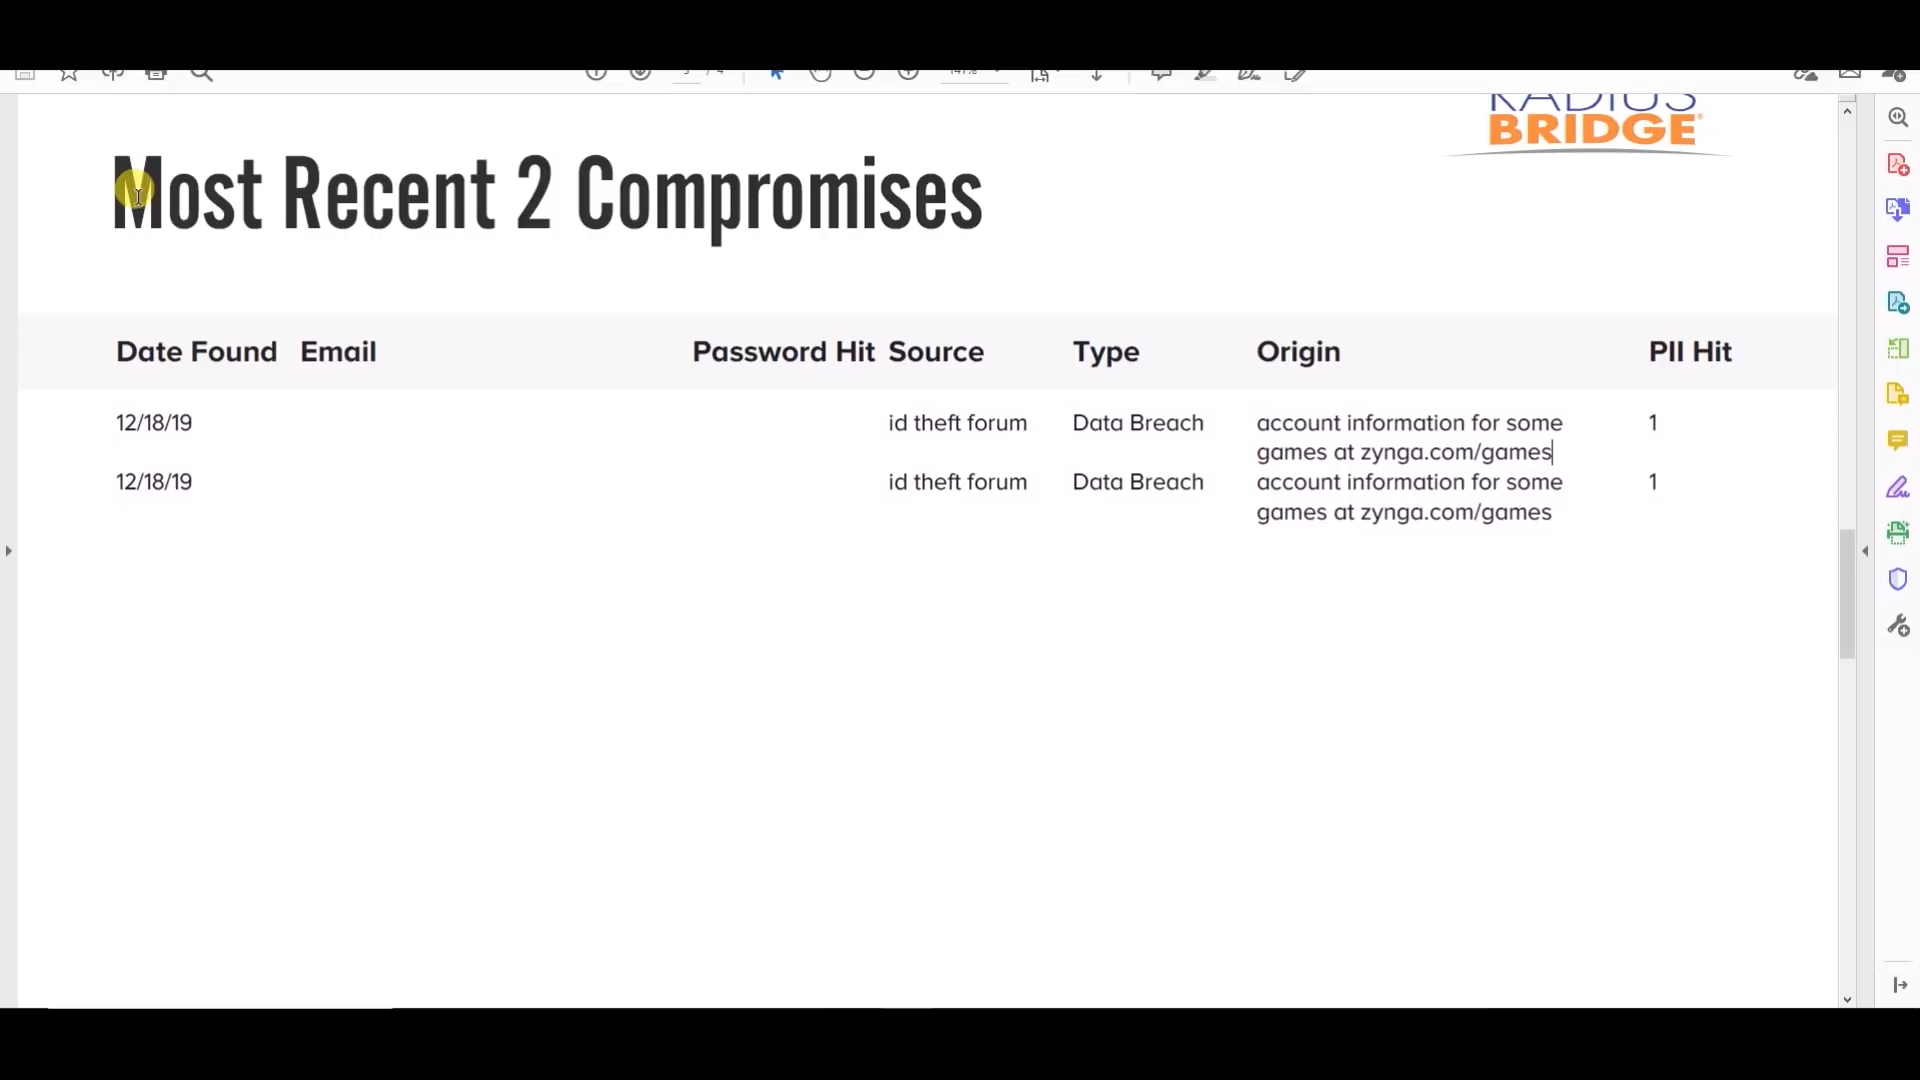 RADIUS
BRIDGE®
Most Recent 2 Compromises
Date Found Email Password Hit Source Type Origin PII Hit
12/18/19 id theft forum Data Breach account information for some 1
games at zynga.com/games
12/18/19 id theft forum Data Breach account information for some 1
games at zynga.com/games